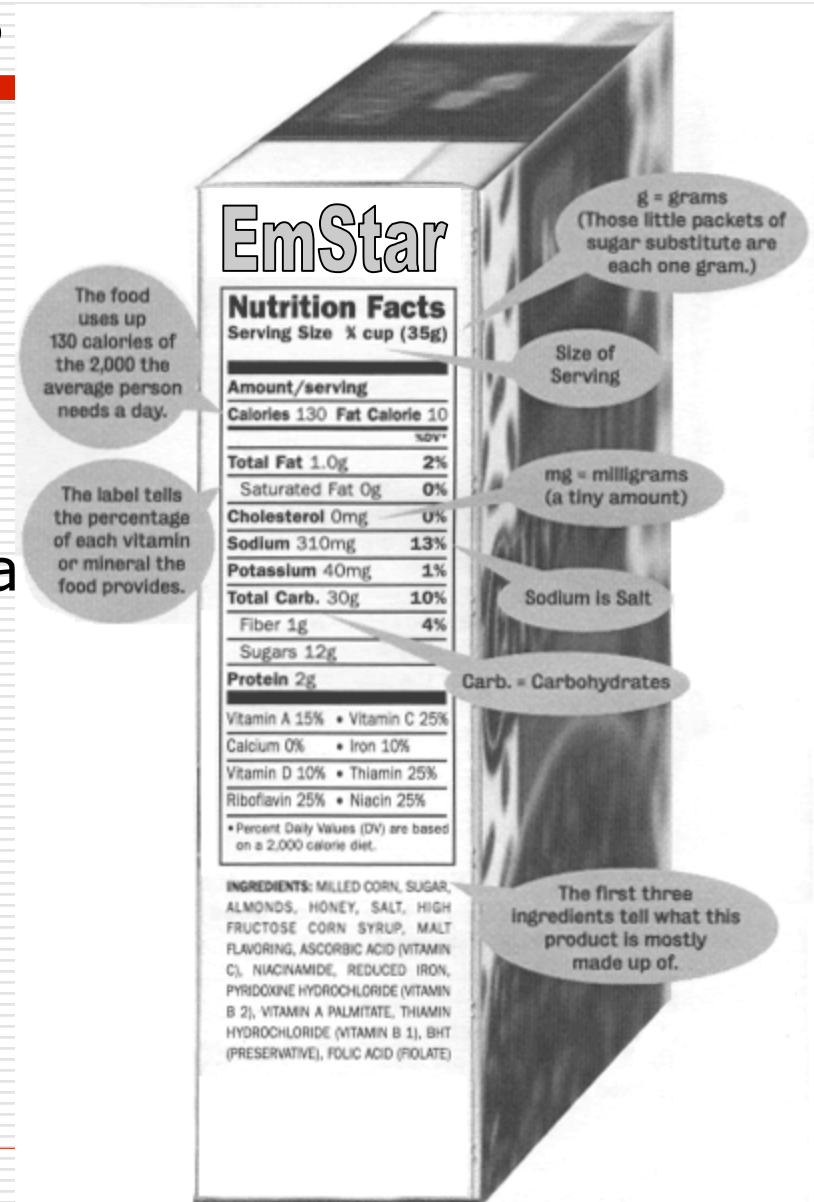 EmStar
Nutrition Facts
Serving Size ¾ cup (35g)
Amount/serving
Calories 130 Fat Calorie 10
%DV*
Total Fat 1.0g 2%
Saturated Fat 0g 0%
Cholesterol 0mg 0%
Sodium 310mg 13%
Potassium 40mg 1%
Total Carb. 30g 10%
Fiber 1g 4%
Sugars 12g
Protein 2g
Vitamin A 15% • Vitamin C 25%
Calcium 0% • Iron 10%
Vitamin D 10% • Thiamin 25%
Riboflavin 25% • Niacin 25%
• Percent Daily Values (DV) are based
on a 2,000 calorie diet.
INGREDIENTS: MILLED CORN, SUGAR,
ALMONDS, HONEY, SALT, HIGH
FRUCTOSE CORN SYRUP, MALT
FLAVORING, ASCORBIC ACID (VITAMIN
C), NIACINAMIDE, REDUCED IRON,
PYRIDOXINE HYDROCHLORIDE (VITAMIN
B 2), VITAMIN A PALMITATE, THIAMIN
HYDROCHLORIDE (VITAMIN B 1), BHT
(PRESERVATIVE), FOLIC ACID (FIOLATE)
The food
uses up
130 calories of
the 2,000 the
average person
needs a day.
The label tells
the percentage
of each vitamin
or mineral the
food provides.
a
g = grams
(Those little packets of
sugar substitute are
each one gram.)
Size of
Serving
mg = milligrams
(a tiny amount)
Sodium is Salt
Carb. = Carbohydrates
The first three
ingredients tell what this
product is mostly
made up of.